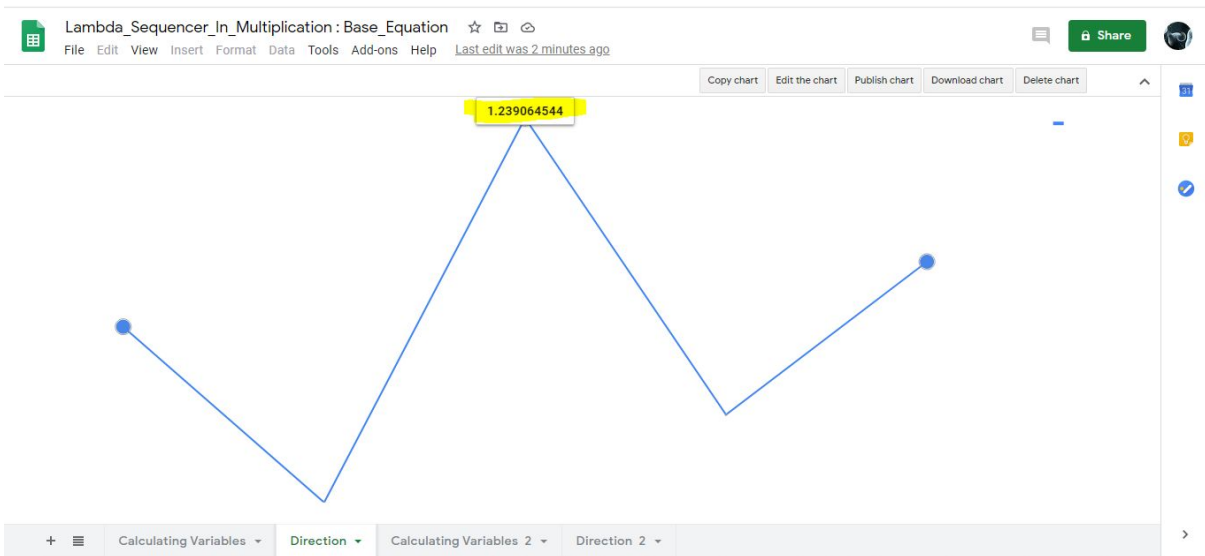 Lambda_Sequencer_In_Multiplication : Base_Equation
File Edit View Insert Format Data Tools Add-ons Help Last edit was 2 minutes ago
Share
Copy chart Edit the chart Publish chart Download chart Delete chart
31
1.239064544
Calculating Variables Direction Calculating Variables 2 Direction 2